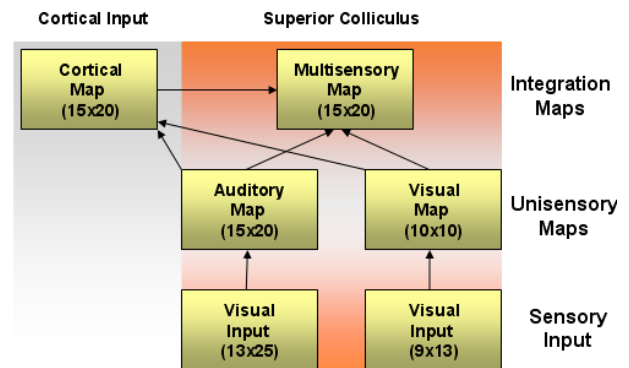 Cortical Input
Superior Colliculus
Cortical
Map
(15x20)
Multisensory
Map
(15x20)
Integration
Maps
Auditory
Map
(15x20)
Visual
Map
(10x10)
Unisensory
Maps
Visual
Input
(13x25)
Visual
Input
(9x13)
Sensory
Input